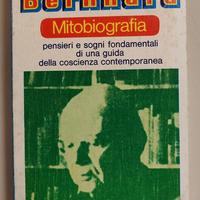 Bernhard
Mitobiografia
pensieri e sogni fondamentali
di una guida
della coscienza contemporanea